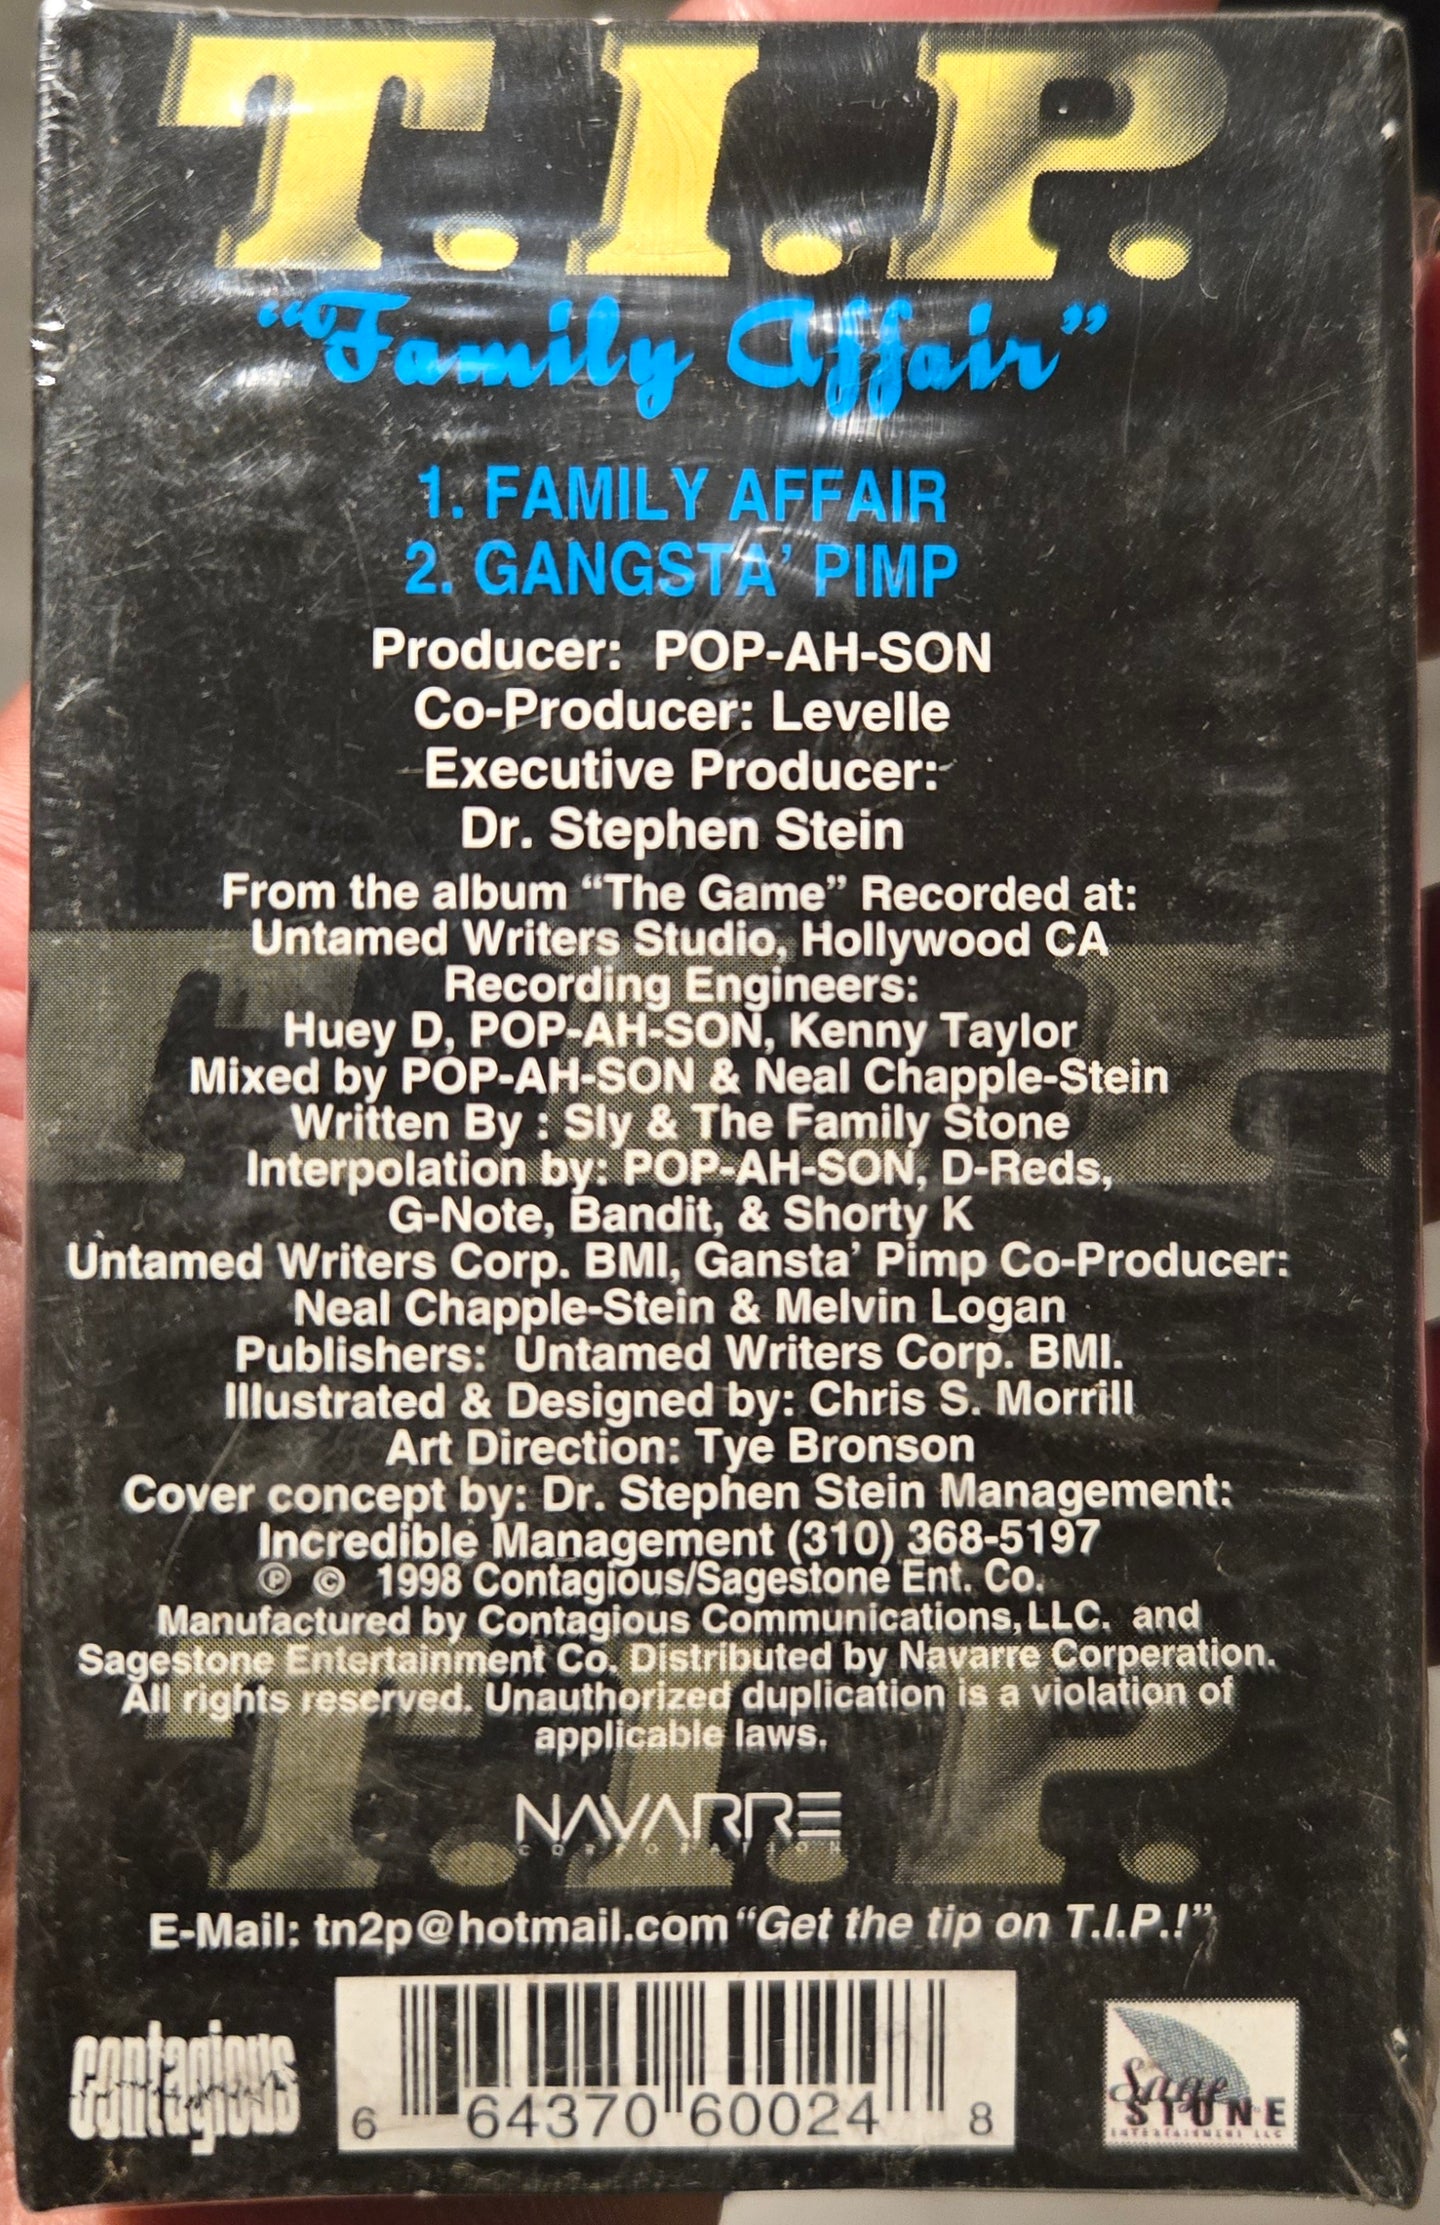 T.I.P.
"Family Affair"
1. FAMILY AFFAIR
2. GANGSTA' PIMP
Producer: POP-AH-SON
Co-Producer: Levelle
Executive Producer:
Dr. Stephen Stein
From the album "The Game" Recorded at:
Untamed Writers Studio, Hollywood CA
Recording Engineers:
Huey D, POP-AH-SON, Kenny Taylor
Mixed by POP-AH-SON & Neal Chapple-Stein
Written By : Sly & The Family Stone
Interpolation by: POP-AH-SON, D-Reds,
G-Note, Bandit, & Shorty K
Untamed Writers Corp. BMI, Gansta' Pimp Co-Producer:
Neal Chapple-Stein & Melvin Logan
Publishers: Untamed Writers Corp. BMI.
Illustrated & Designed by: Chris S. Morrill
Art Direction: Tye Bronson
Cover concept by: Dr. Stephen Stein Management:
Incredible Management (310) 368-5197
℗ © 1998 Contagious/Sagestone Ent. Co.
Manufactured by Contagious Communications, LLC. and
Sagestone Entertainment Co. Distributed by Navarre Corperation.
All rights reserved. Unauthorized duplication is a violation of
applicable laws.
T.I.P.
NAVARRE
CORPORATION
E-Mail: tn2p@hotmail.com "Get the tip on T.I.P.!"
contagious
6 64370 60024 8
Sage
STONE
ENTERTAINMENT LLC